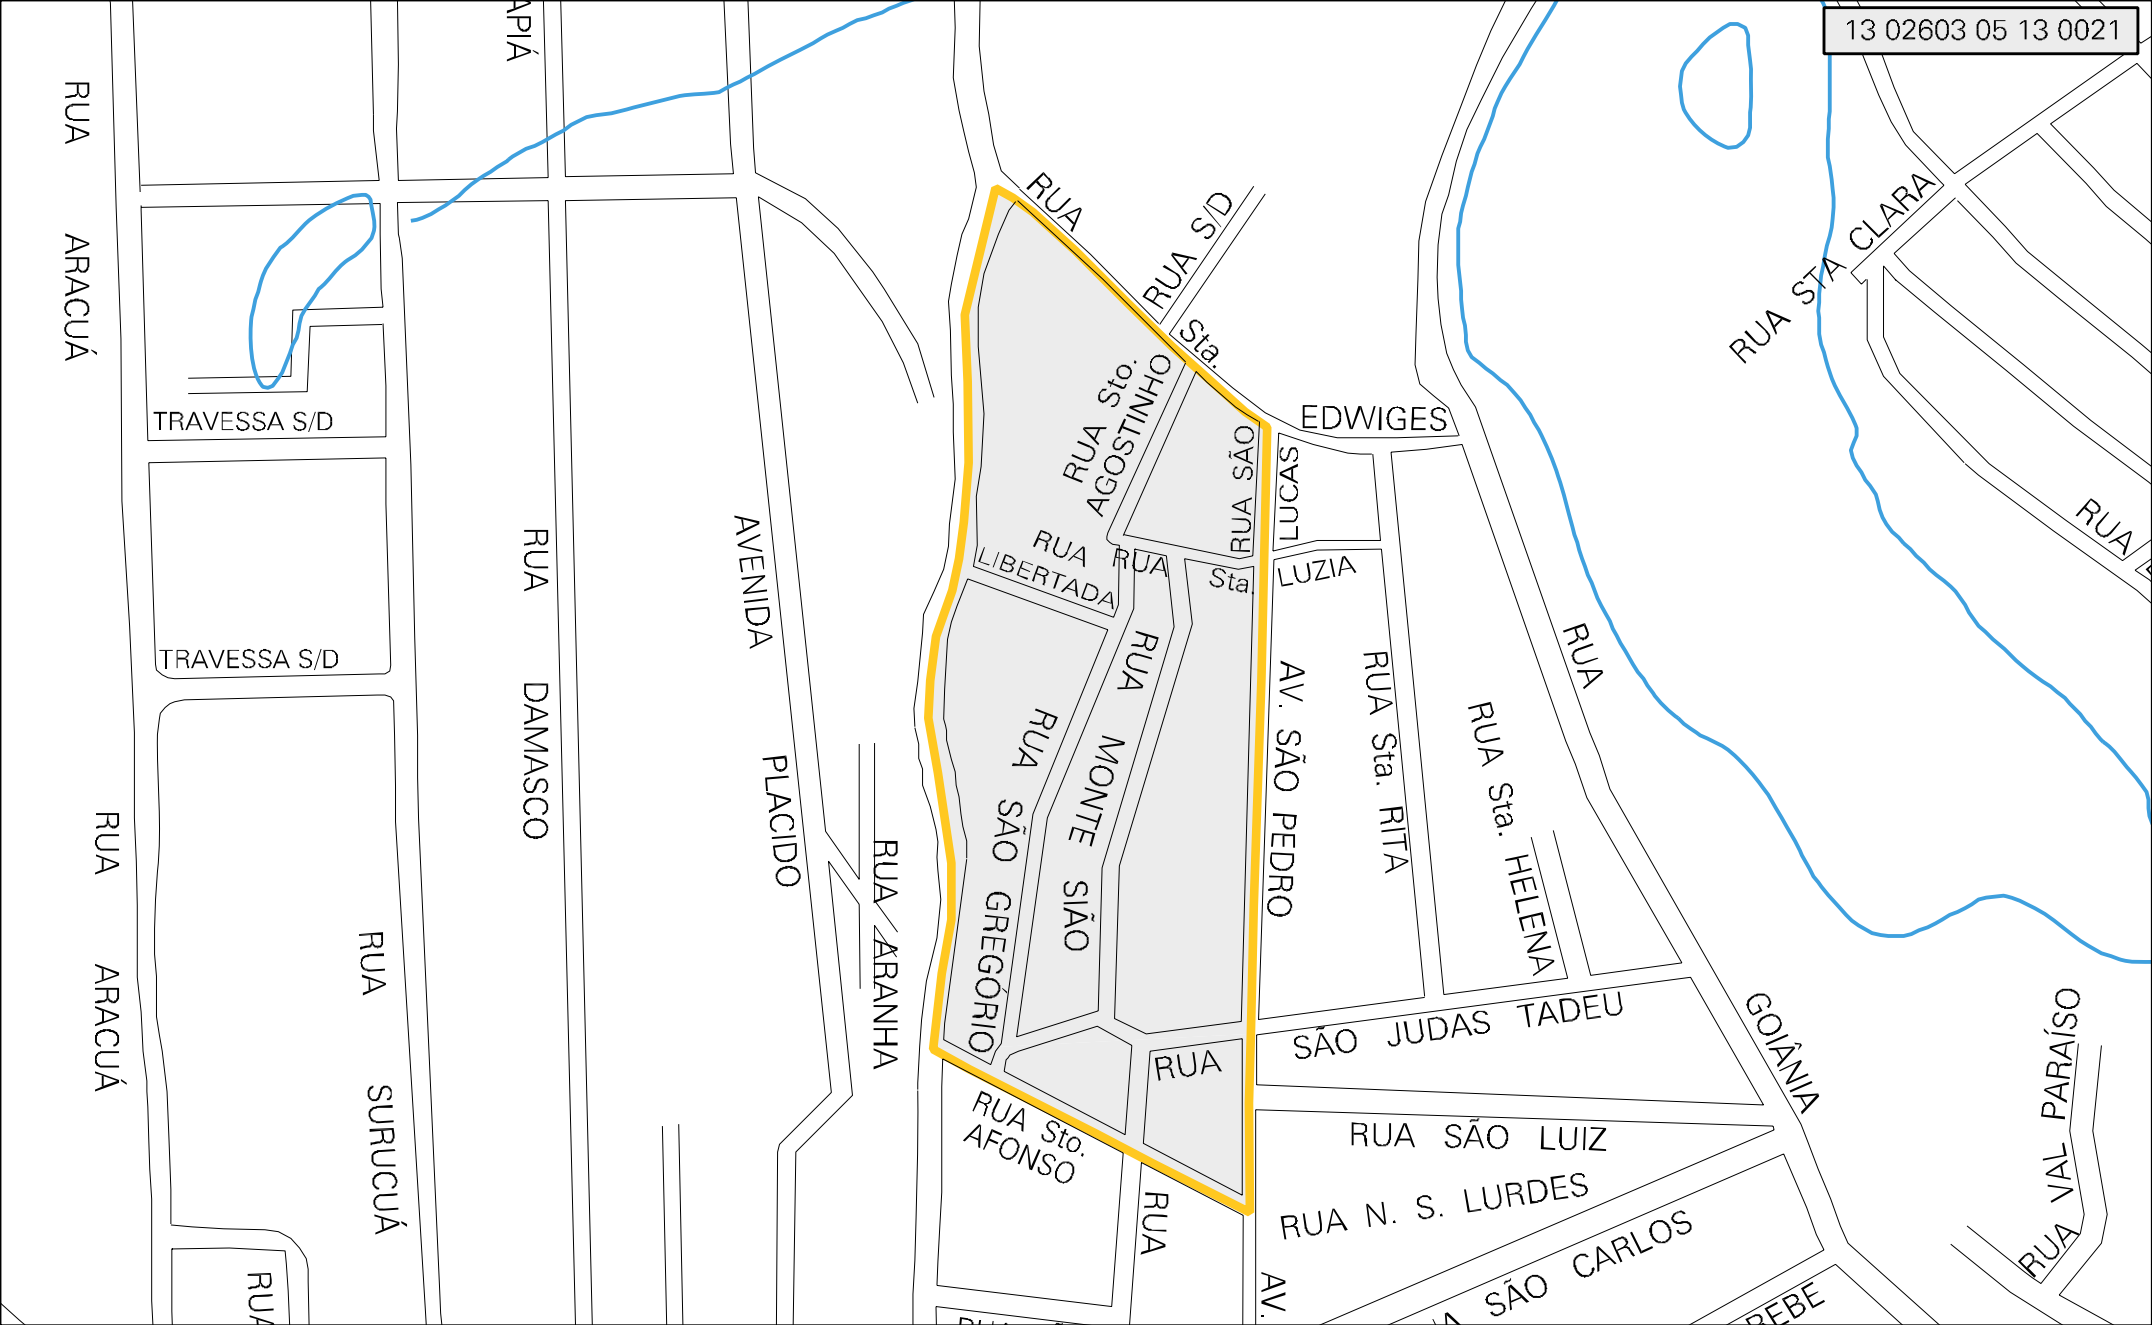 13 02603 05 13 0021
RUA ARACUÁ
APIÁ
RUA Sta. EDWIGES
RUA S/D
RUA STA CLARA
TRAVESSA S/D
RUA Sto.
AGOSTINHO
RUA SÃO
LUCAS
RUA
LIBERTADA
RUA Sta. LUZIA
RUA
TRAVESSA S/D
RUA DAMASCO
AVENIDA PLACIDO
RUA MONTE SIÃO
RUA SÃO GREGÓRIO
AV. SÃO PEDRO
RUA Sta. RITA
RUA Sta. HELENA
RUA GOIÂNIA
RUA ARACUÁ
RUA SURUCUÁ
RUA ARANHA
RUA SÃO JUDAS TADEU
RUA Sto.
AFONSO
RUA SÃO LUIZ
RUA N. S. LURDES
SÃO CARLOS
RUA VAL PARAÍSO
RUA
RUA
AV.
BEBE